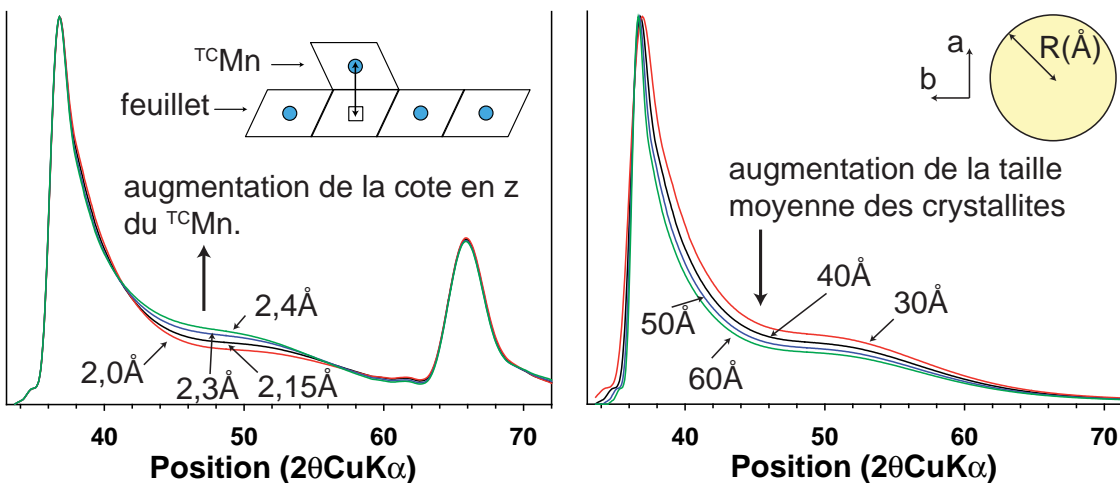 TCMn
feuillet
augmentation de la cote en z
du TCMn.
2,4Å
2,0Å
2,3Å
2,15Å
40
50
60
70
Position (2θCuKα)
a
b
R(Å)
augmentation de la taille
moyenne des crystallites
40Å
30Å
50Å
60Å
40
50
60
70
Position (2θCuKα)